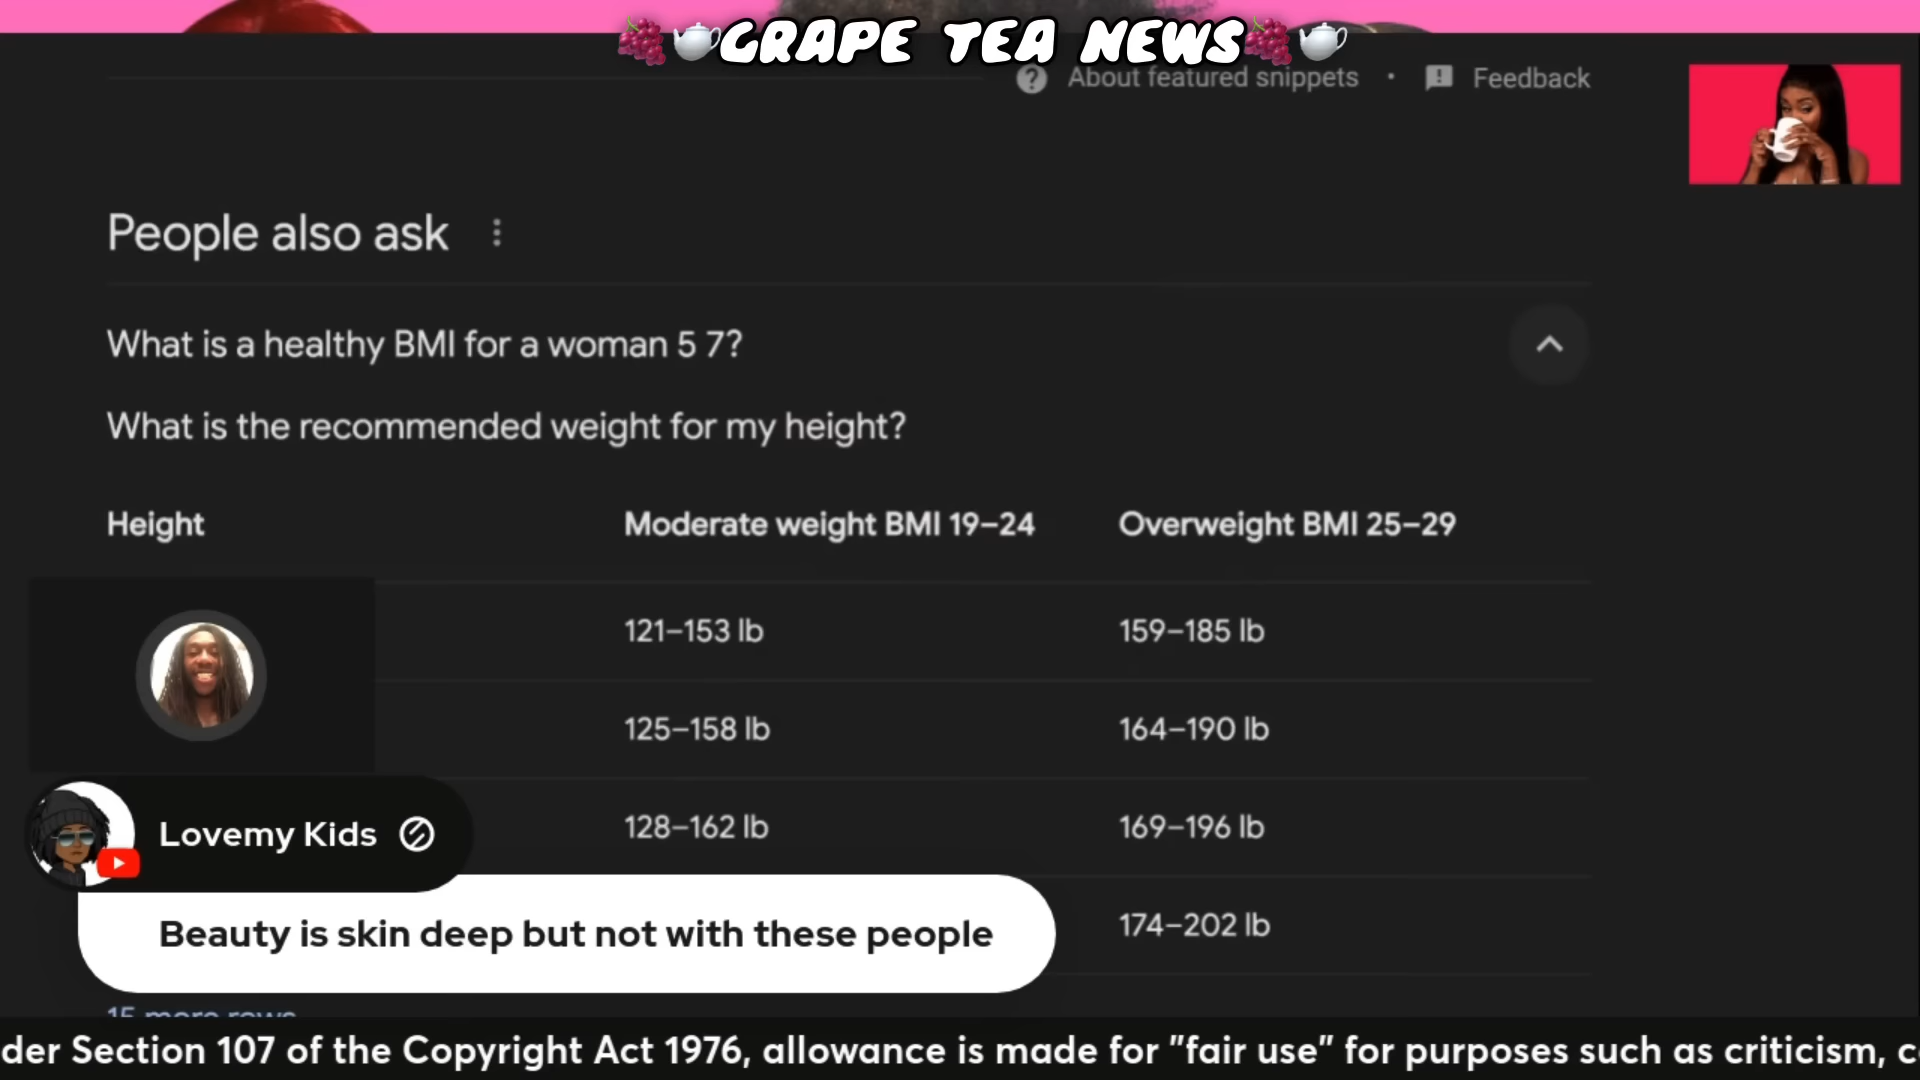 GRAPE TEA NEWS
About featured snippets · Feedback
People also ask
What is a healthy BMI for a woman 5 7?
What is the recommended weight for my height?
Height Moderate weight BMI 19–24 Overweight BMI 25–29
121–153 lb 159–185 lb
125–158 lb 164–190 lb
128–162 lb 169–196 lb
Lovemy Kids
174–202 lb
Beauty is skin deep but not with these people
15 more rows
der Section 107 of the Copyright Act 1976, allowance is made for "fair use" for purposes such as criticism, c